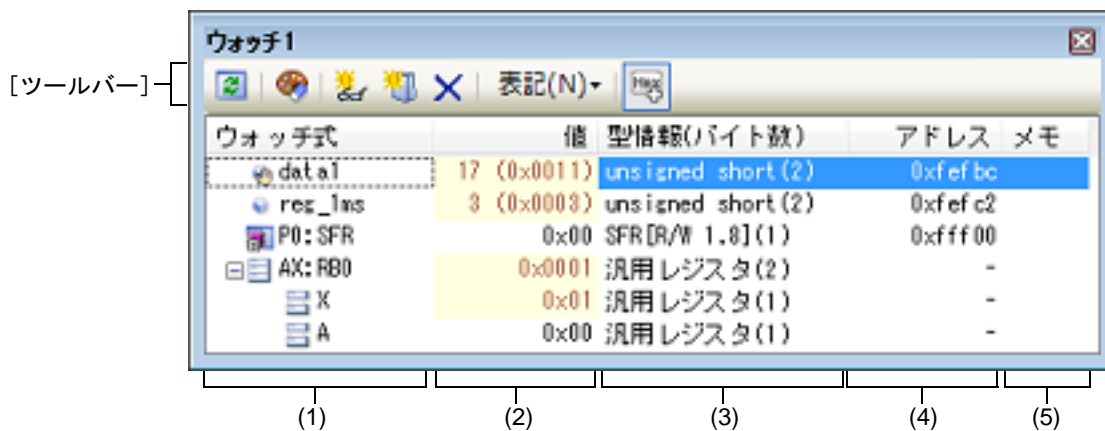 ウォッチ1
[ツールバー]
表記(N)
Hex
ウォッチ式 値 型情報(バイト数) アドレス メモ
data1 17 (0x0011) unsigned short(2) 0xfefbc
reg_1ms 3 (0x0003) unsigned short(2) 0xfefc2
P0:SFR 0x00 SFR[R/W 1.8](1) 0xfff00
AX:RB0 0x0001 汎用レジスタ(2) -
X 0x01 汎用レジスタ(1) -
A 0x00 汎用レジスタ(1) -
(1) (2) (3) (4) (5)